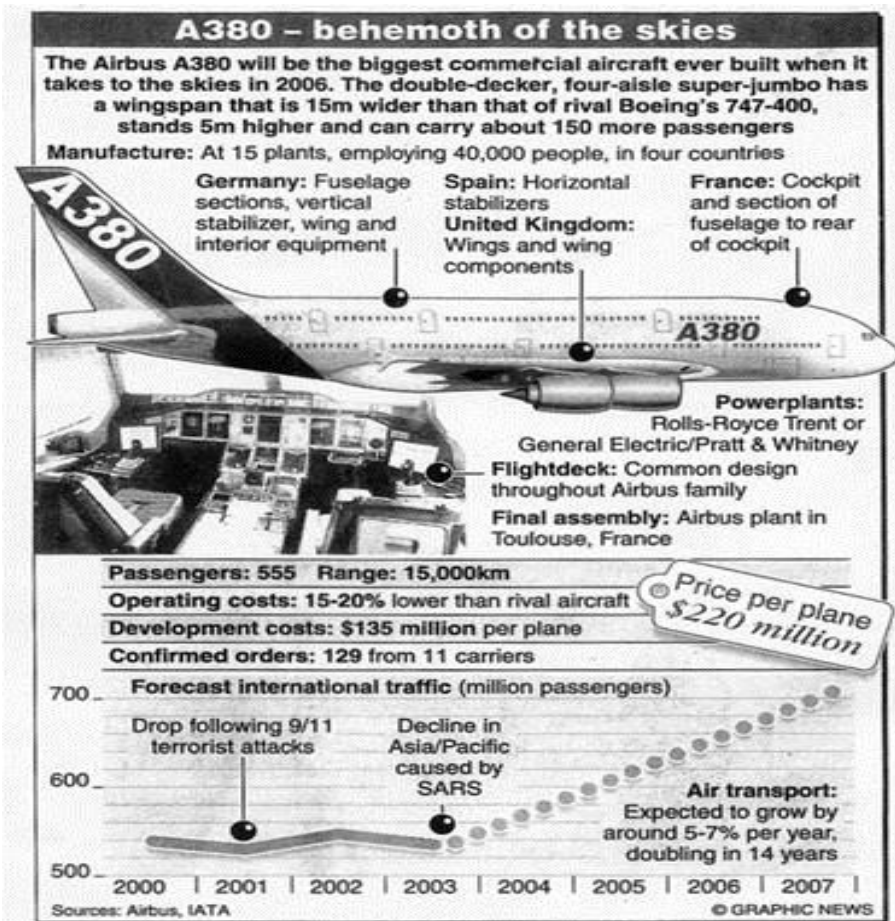 A380 – behemoth of the skies
The Airbus A380 will be the biggest commercial aircraft ever built when it
takes to the skies in 2006. The double-decker, four-aisle super-jumbo has
a wingspan that is 15m wider than that of rival Boeing's 747-400,
stands 5m higher and can carry about 150 more passengers
Manufacture: At 15 plants, employing 40,000 people, in four countries
Germany: Fuselage
sections, vertical
stabilizer, wing and
interior equipment
Spain: Horizontal
stabilizers
United Kingdom:
Wings and wing
components
France: Cockpit
and section of
fuselage to rear
of cockpit
A380
A380
Powerplants:
Rolls-Royce Trent or
General Electric/Pratt & Whitney
Flightdeck: Common design
throughout Airbus family
Final assembly: Airbus plant in
Toulouse, France
Passengers: 555 Range: 15,000km
Operating costs: 15-20% lower than rival aircraft
Development costs: $135 million per plane
Confirmed orders: 129 from 11 carriers
Price per plane
$220 million
Forecast international traffic (million passengers)
700
600
500
Drop following 9/11
terrorist attacks
Decline in
Asia/Pacific
caused by
SARS
Air transport:
Expected to grow by
around 5-7% per year,
doubling in 14 years
2000 2001 2002 2003 2004 2005 2006 2007
Sources: Airbus, IATA
© GRAPHIC NEWS